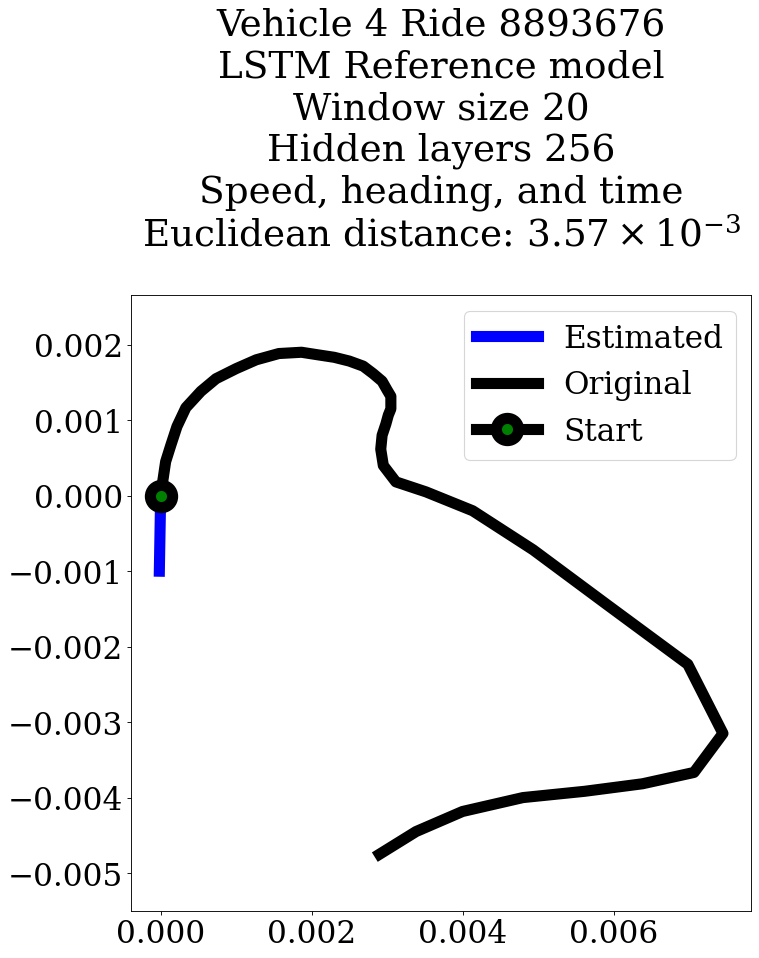 Vehicle 4 Ride 8893676
LSTM Reference model
Window size 20
Hidden layers 256
Speed, heading, and time
Euclidean distance: 3.57 × 10⁻³
Estimated
Original
Start
0.002
0.001
0.000
−0.001
−0.002
−0.003
−0.004
−0.005
0.000 0.002 0.004 0.006